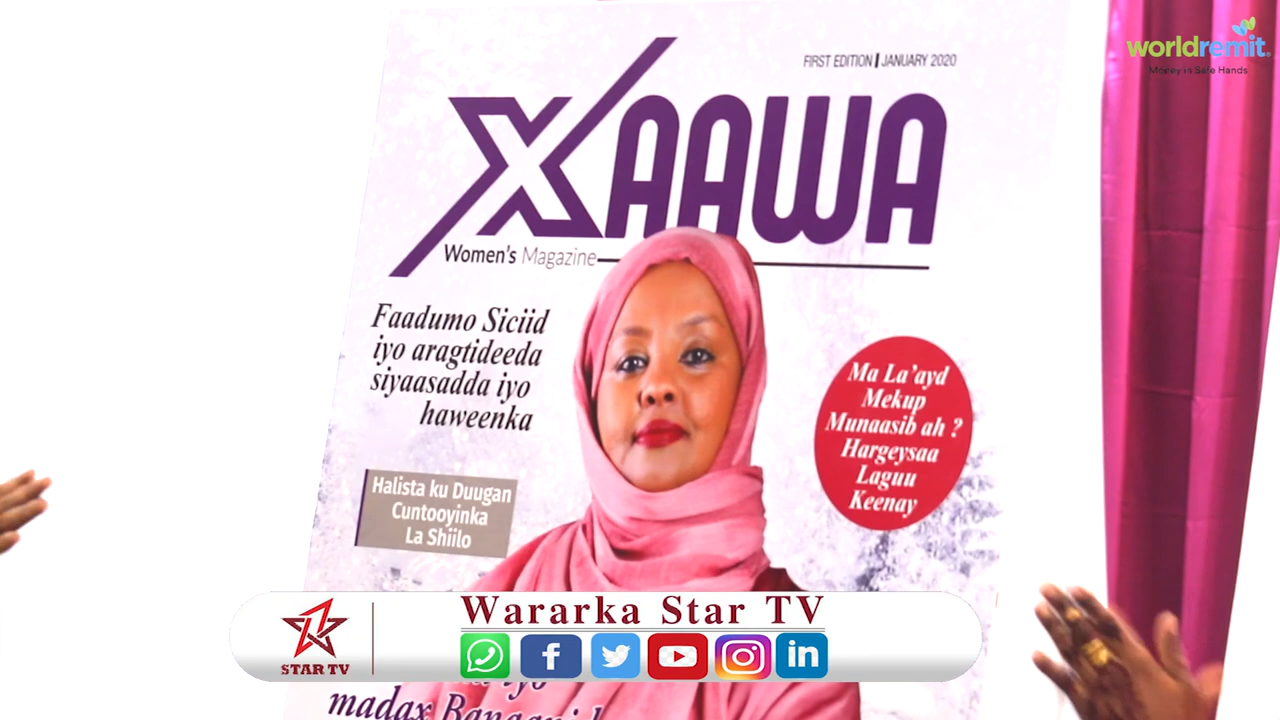 worldremit
Money in Safe Hands
FIRST EDITION | JANUARY 2020
XAAWA
Women's Magazine
Faadumo Siciid
iyo aragtideeda
siyaasadda iyo
haweenka
Ma La'ayd
Mekup
Munaasib ah ?
Hargeysaa
Laguu
Keenay
Halista ku Duugan
Cuntooyinka
La Shiilo
Wararka Star TV
STAR TV
iyo
madax